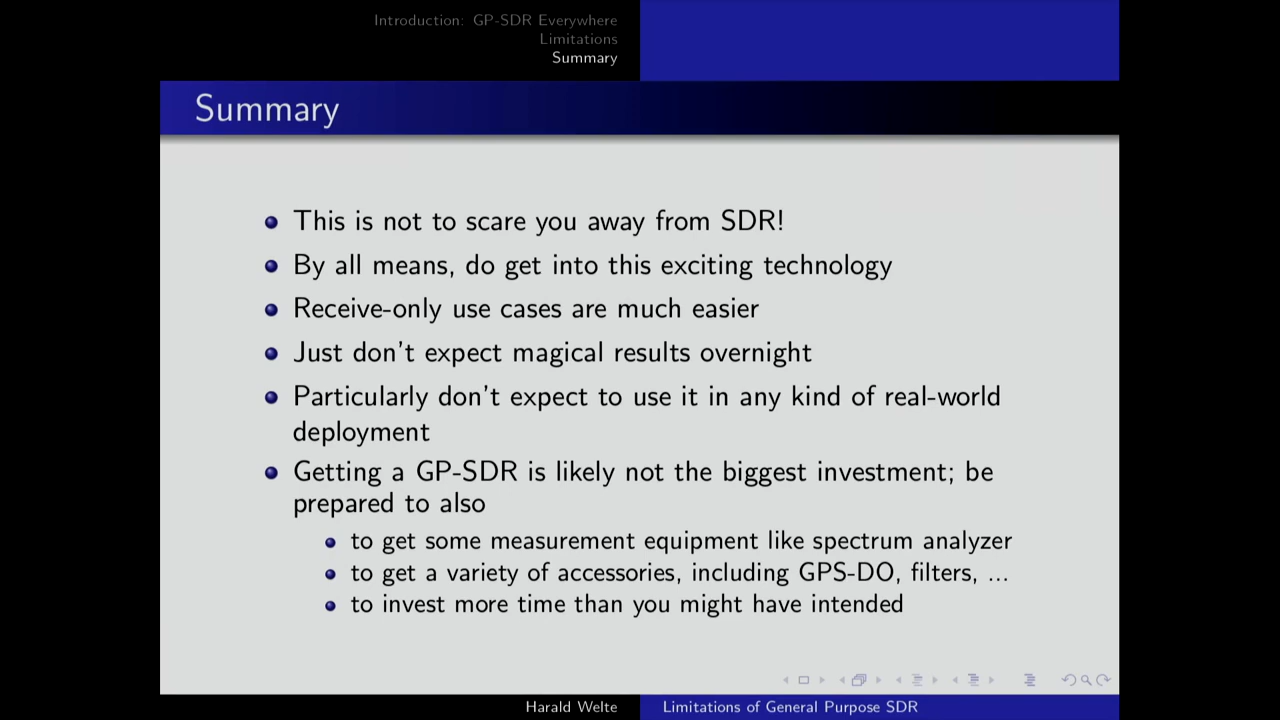 Introduction: GP-SDR Everywhere
Limitations
Summary
Summary
This is not to scare you away from SDR!
By all means, do get into this exciting technology
Receive-only use cases are much easier
Just don't expect magical results overnight
Particularly don't expect to use it in any kind of real-world
deployment
Getting a GP-SDR is likely not the biggest investment; be
prepared to also
to get some measurement equipment like spectrum analyzer
to get a variety of accessories, including GPS-DO, filters, ...
to invest more time than you might have intended
Harald Welte
Limitations of General Purpose SDR